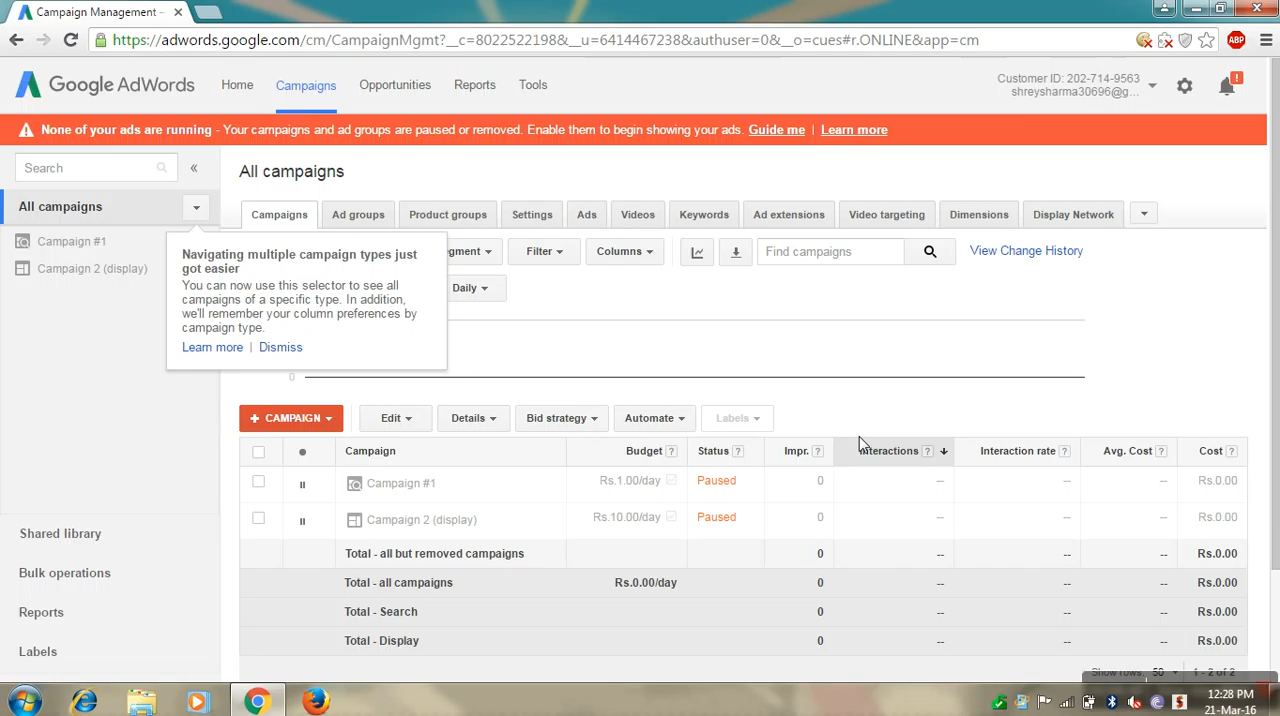 Campaign Management –
https://adwords.google.com/cm/CampaignMgmt?__c=8022522198&__u=6414467238&authuser=0&__o=cues#r.ONLINE&app=cm
ABP
Google AdWords
Home
Campaigns
Opportunities
Reports
Tools
Customer ID: 202-714-9563
shreysharma30696@g...
!
None of your ads are running - Your campaigns and ad groups are paused or removed. Enable them to begin showing your ads. Guide me | Learn more
Search
«
All campaigns
All campaigns
Campaign #1
Campaign 2 (display)
Campaigns
Ad groups
Product groups
Settings
Ads
Videos
Keywords
Ad extensions
Video targeting
Dimensions
Display Network
Navigating multiple campaign types just
got easier
You can now use this selector to see all
campaigns of a specific type. In addition,
we'll remember your column preferences by
campaign type.
Learn more | Dismiss
gment
Filter
Columns
Find campaigns
View Change History
Daily
0
+ CAMPAIGN
Edit
Details
Bid strategy
Automate
Labels
Campaign Budget ? Status ? Impr. ? Interactions ? Interaction rate ? Avg. Cost ? Cost ?
Campaign #1 Rs.1.00/day Paused 0 -- -- -- Rs.0.00
Campaign 2 (display) Rs.10.00/day Paused 0 -- -- -- Rs.0.00
Total - all but removed campaigns 0 -- -- -- Rs.0.00
Total - all campaigns Rs.0.00/day 0 -- -- -- Rs.0.00
Total - Search 0 -- -- -- Rs.0.00
Total - Display 0 -- -- -- Rs.0.00
Show rows: 50 1 - 2 of 2
Shared library
Bulk operations
Reports
Labels
12:28 PM
21-Mar-16